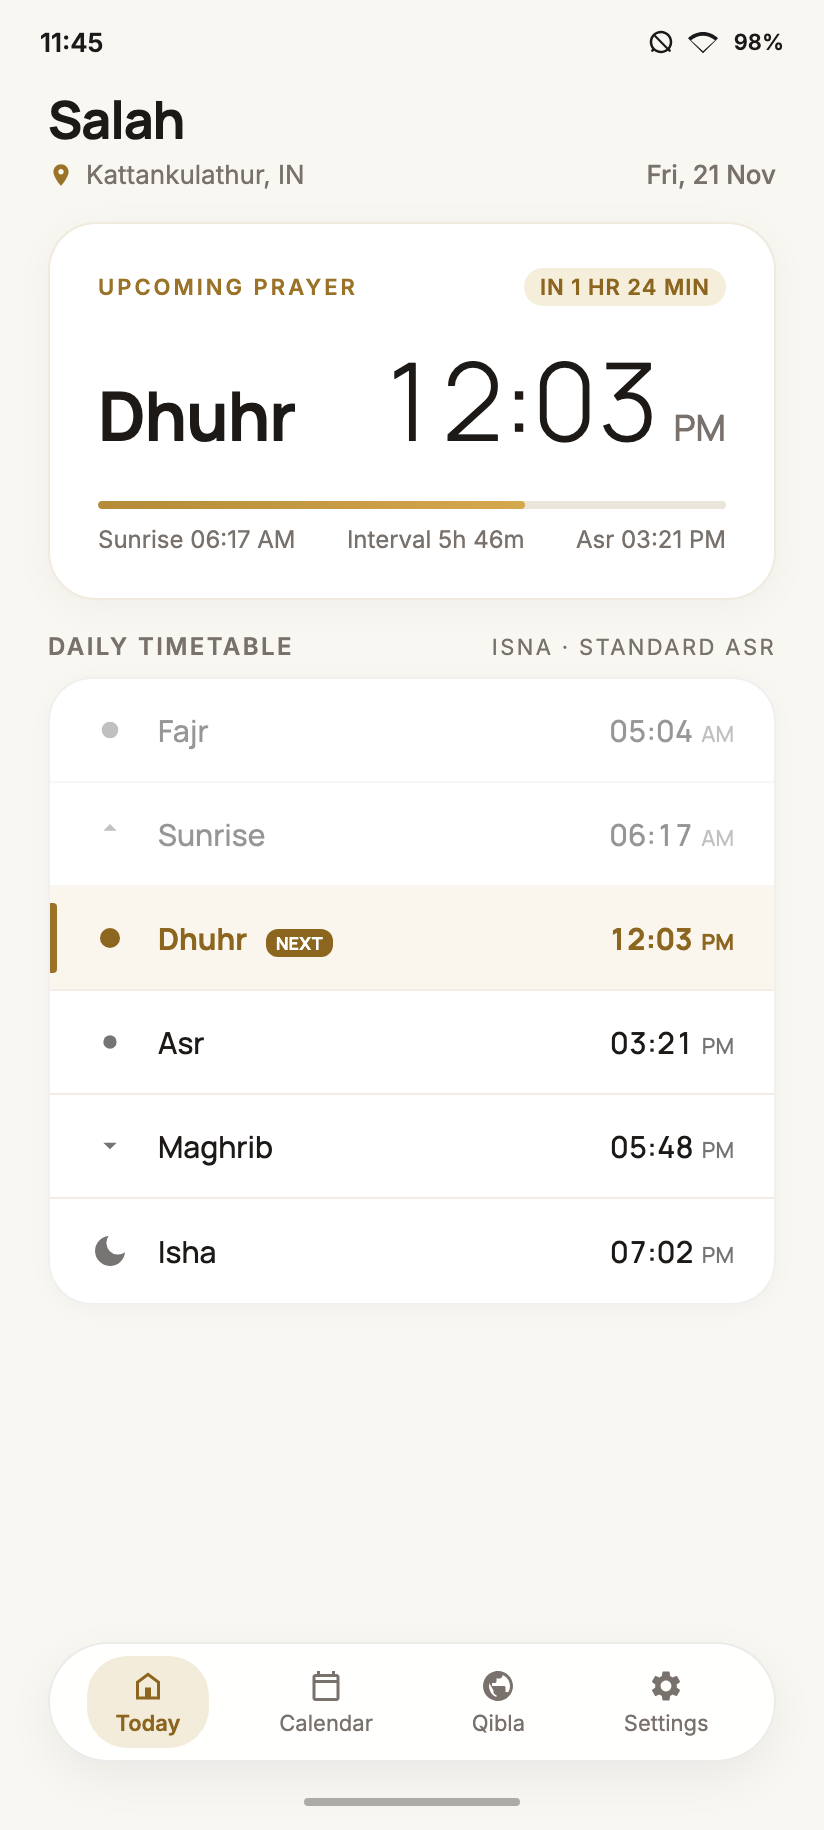 11:45 98%
Salah
Kattankulathur, IN Fri, 21 Nov
UPCOMING PRAYER IN 1 HR 24 MIN
Dhuhr 12:03 PM
Sunrise 06:17 AM Interval 5h 46m Asr 03:21 PM
DAILY TIMETABLE ISNA · STANDARD ASR
Fajr 05:04 AM
Sunrise 06:17 AM
Dhuhr NEXT 12:03 PM
Asr 03:21 PM
Maghrib 05:48 PM
Isha 07:02 PM
Today Calendar Qibla Settings